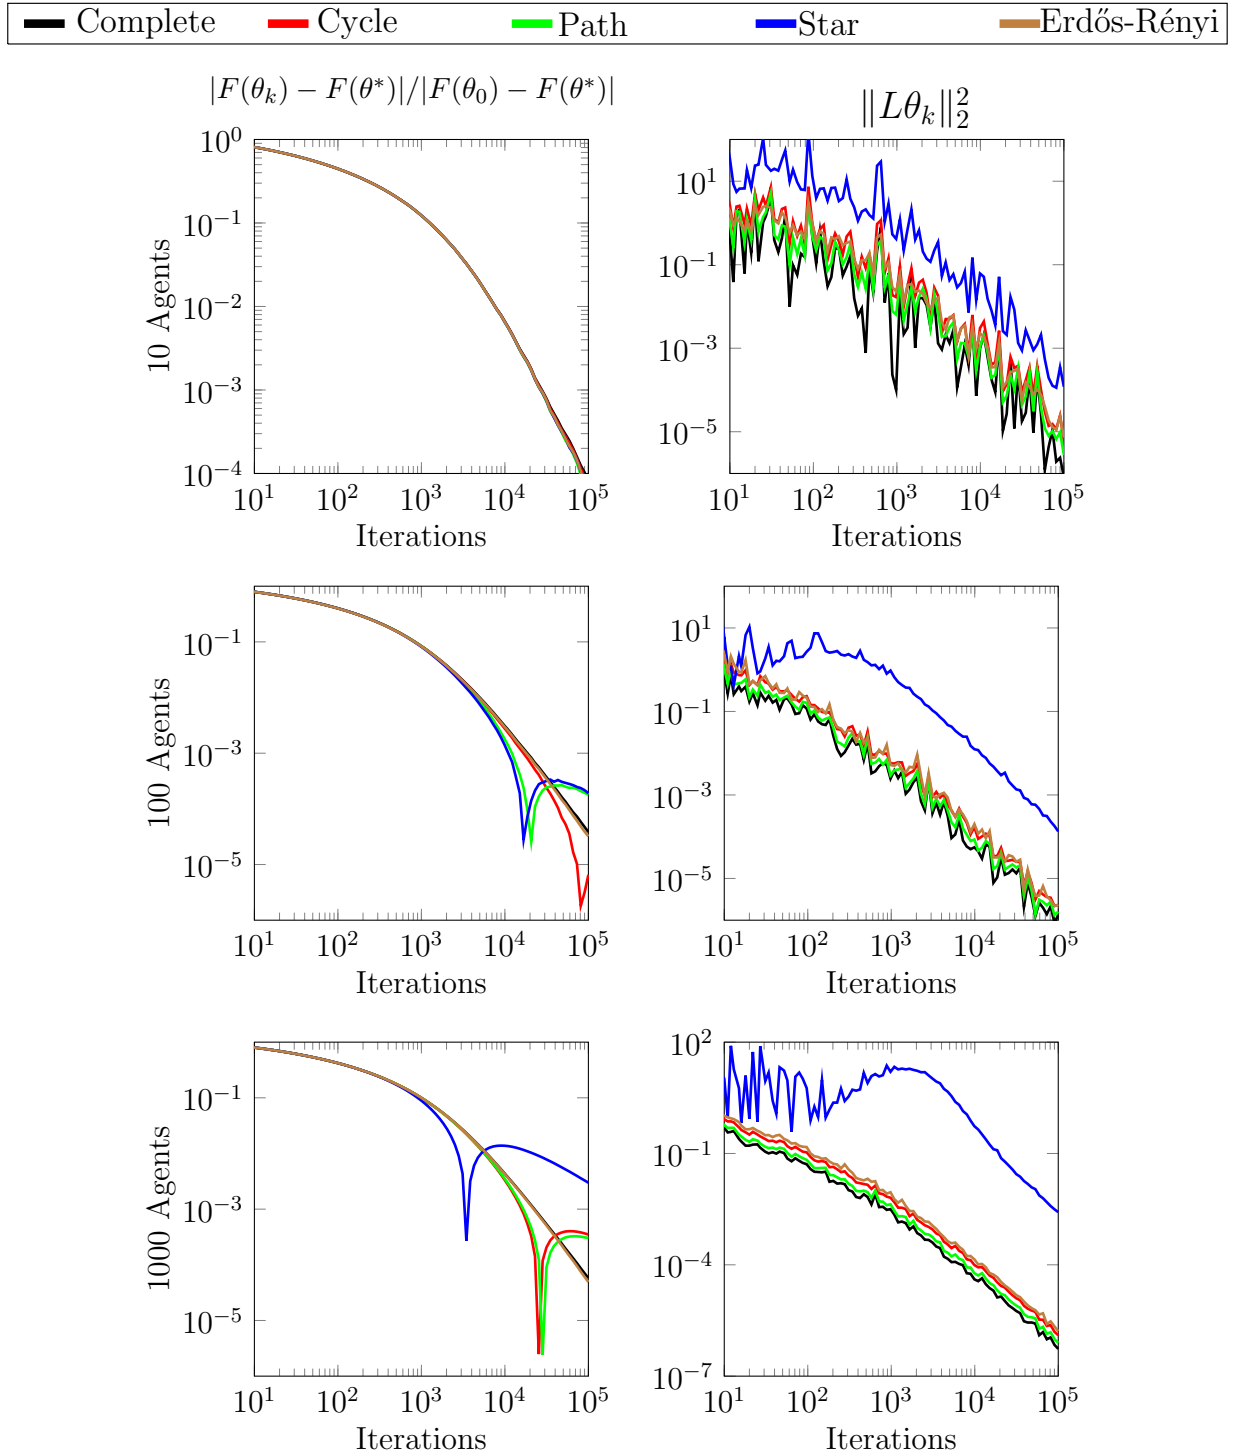 Complete Cycle Path Star Erdős-Rényi
|F(θ_k) − F(θ*)|/|F(θ_0) − F(θ*)|
‖Lθ_k‖₂²
10 Agents
10^0
10^−1
10^−2
10^−3
10^−4
10^1 10^2 10^3 10^4 10^5
Iterations
10^1
10^−1
10^−3
10^−5
10^1 10^2 10^3 10^4 10^5
Iterations
100 Agents
10^−1
10^−3
10^−5
10^1 10^2 10^3 10^4 10^5
Iterations
10^1
10^−1
10^−3
10^−5
10^1 10^2 10^3 10^4 10^5
Iterations
1000 Agents
10^−1
10^−3
10^−5
10^1 10^2 10^3 10^4 10^5
Iterations
10^2
10^−1
10^−4
10^−7
10^1 10^2 10^3 10^4 10^5
Iterations